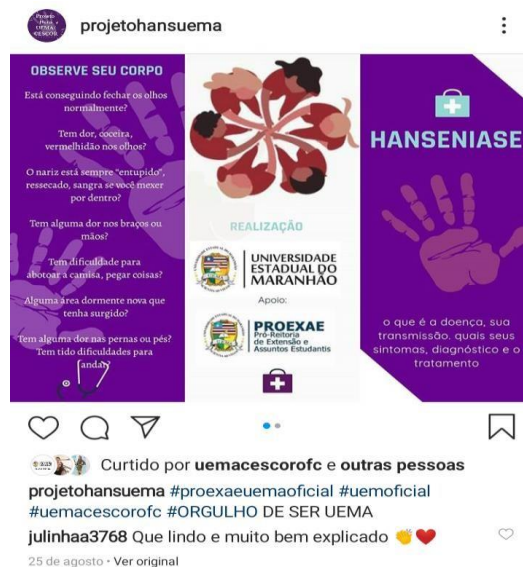 projetohansuema
OBSERVE SEU CORPO
Está conseguindo fechar os olhos
normalmente?
Tem dor, coceira,
vermelhidão nos olhos?
O nariz está sempre "entupido",
ressecado, sangra se você mexer
por dentro?
Tem alguma dor nos braços ou
mãos?
Tem dificuldade para
abotoar a camisa, pegar coisas?
Alguma área dormente nova que
tenha surgido?
Tem alguma dor nas pernas ou pés?
Tem tido dificuldades para
andar?
REALIZAÇÃO
UNIVERSIDADE
ESTADUAL DO
MARANHÃO
Apoio:
PROEXAE
Pró-Reitoria
de Extensão e
Assuntos Estudantis
HANSENIASE
o que é a doença, sua
transmissão. quais seus
sintomas, diagnóstico e o
tratamento
Curtido por uemacescorofc e outras pessoas
projetohansuema #proexaeuemaoficial #uemoficial
#uemacescorofc #ORGULHO DE SER UEMA
julinhaa3768 Que lindo e muito bem explicado 👏❤️
25 de agosto · Ver original